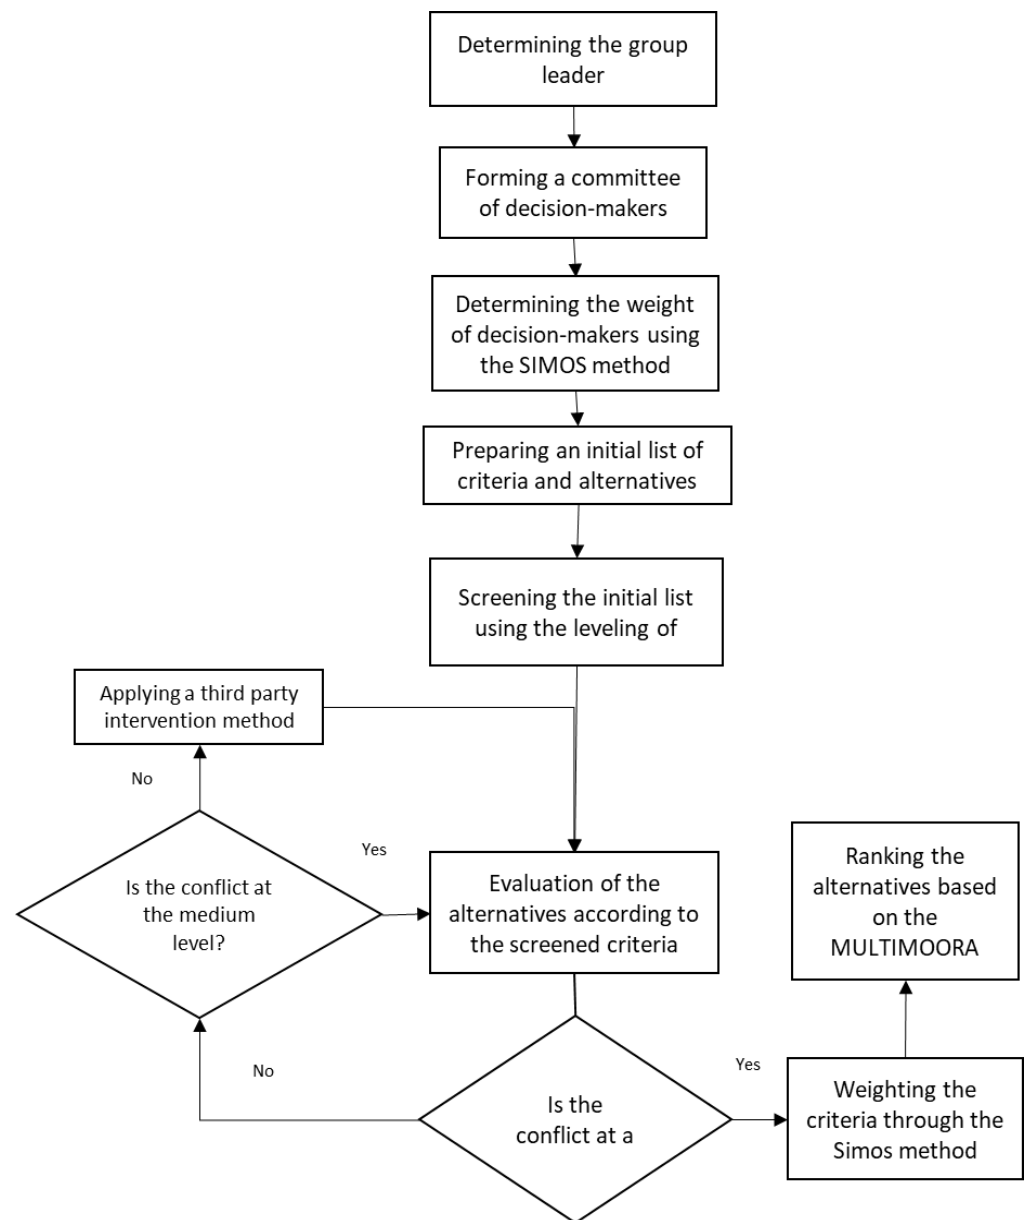 Determining the group
leader
Forming a committee
of decision-makers
Determining the weight
of decision-makers using
the SIMOS method
Preparing an initial list of
criteria and alternatives
Screening the initial list
using the leveling of
Applying a third party
intervention method
No
Is the conflict at
the medium
level?
Yes
Evaluation of the
alternatives according to
the screened criteria
Ranking the
alternatives based
on the
MULTIMOORA
No
Is the
conflict at a
Yes
Weighting the
criteria through the
Simos method